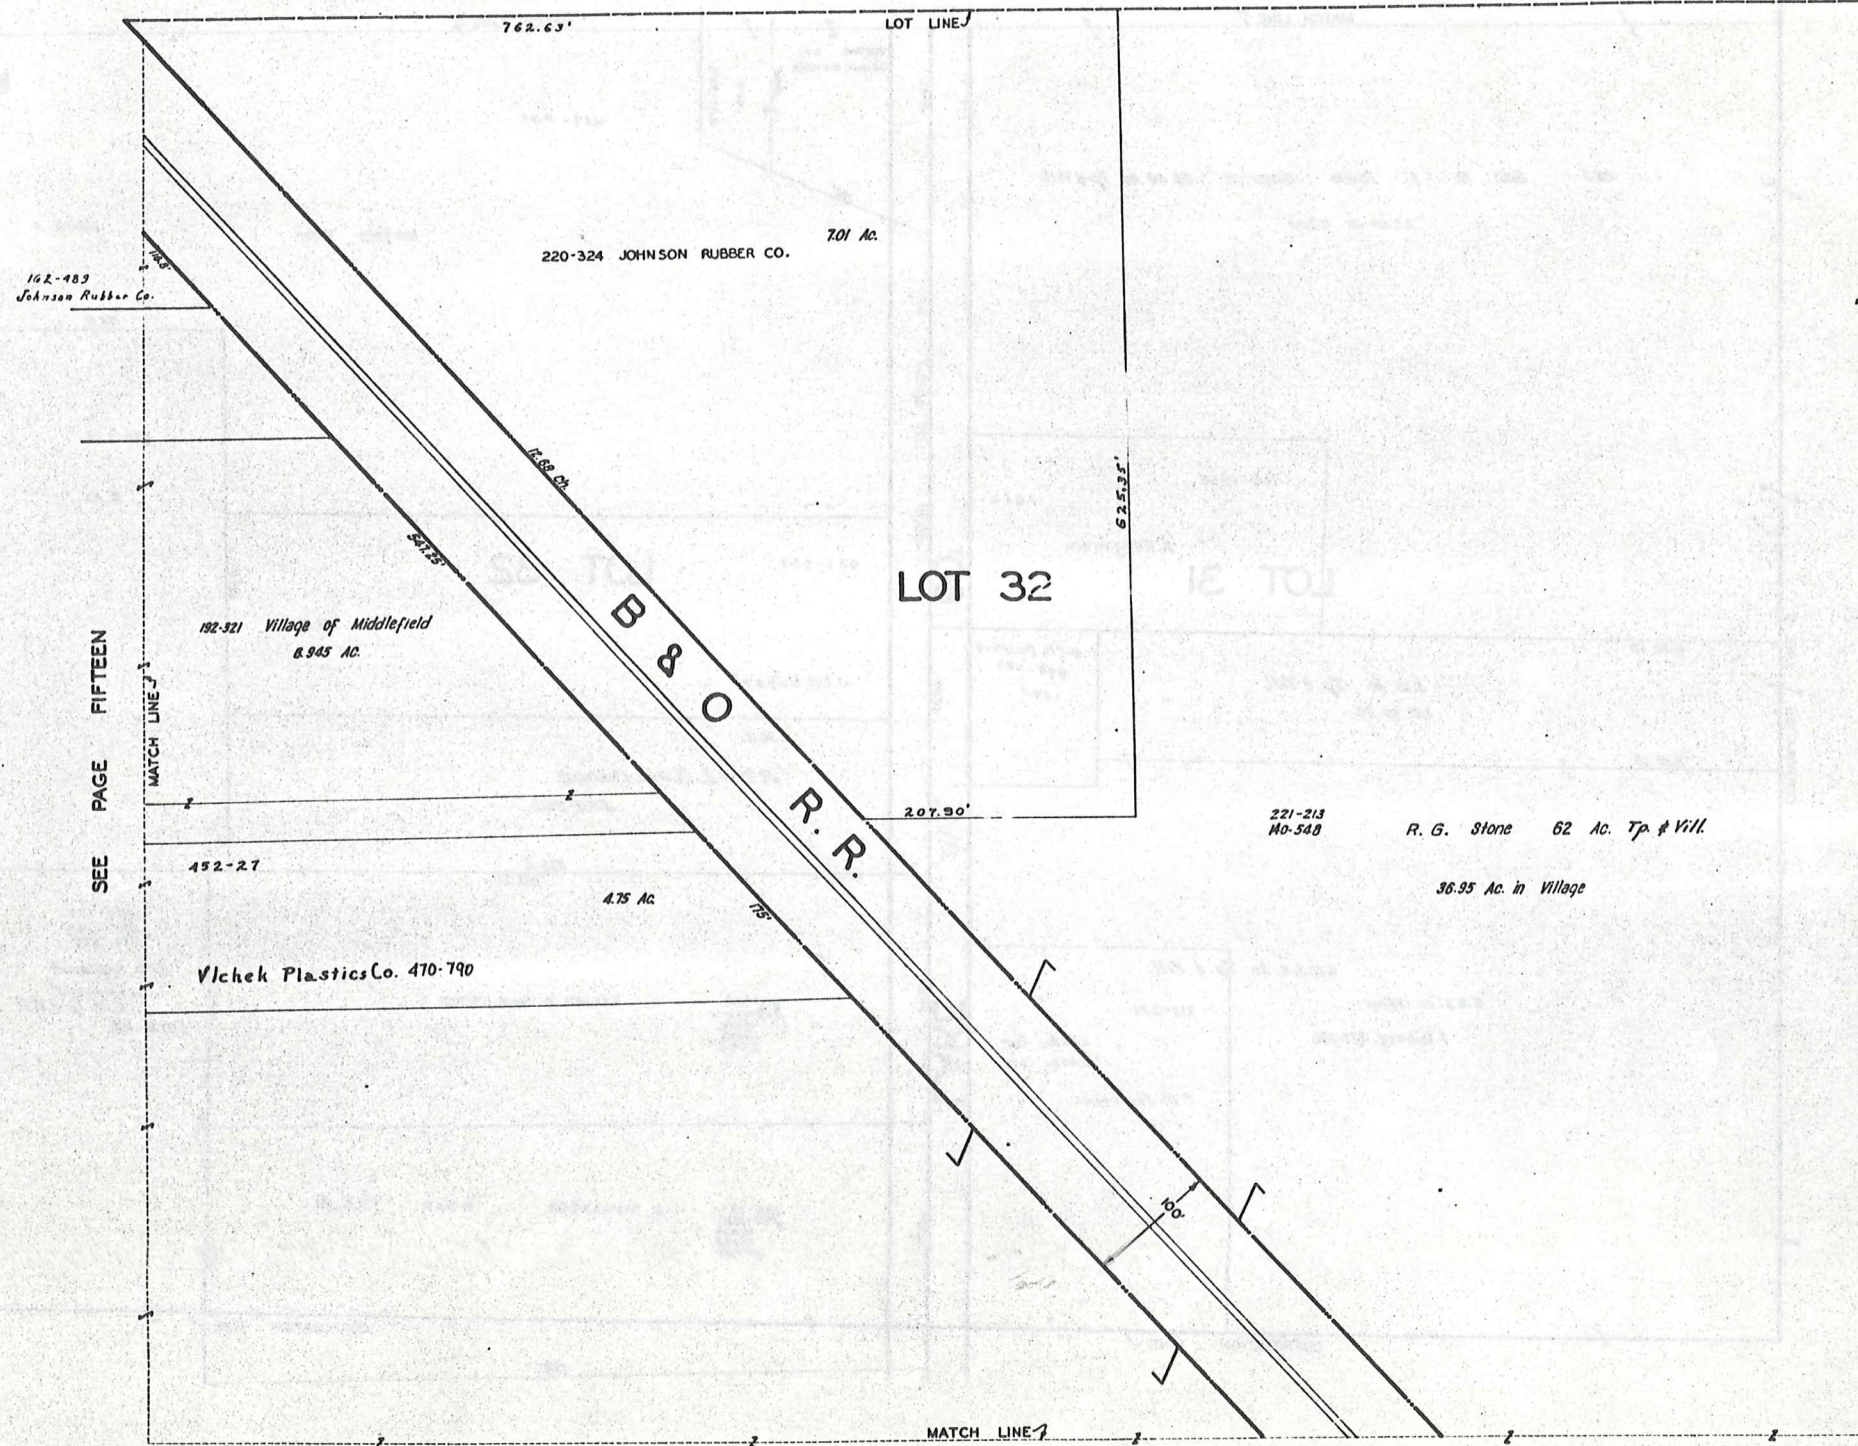 762.63'
LOT LINE
7.01 Ac.
220-324 JOHNSON RUBBER CO.
116.8'
162-489
Johnson Rubber Co.
12.68 Ch.
625.35'
547.25'
LOT 32
B & O R. R.
192-321 Village of Middlefield
8.945 AC.
SEE PAGE FIFTEEN
MATCH LINE
207.90'
221-213
140-548
R. G. Stone 62 Ac. Tp. & Vill.
36.95 Ac. in Village
452-27
4.75 Ac.
175'
Vlchek Plastics Co. 470-790
100'
MATCH LINE